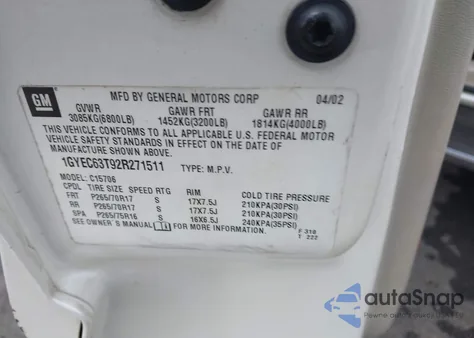 GM
MFD BY GENERAL MOTORS CORP 04/02
GVWR GAWR FRT GAWR RR
3085KG(6800LB) 1452KG(3200LB) 1814KG(4000LB)
THIS VEHICLE CONFORMS TO ALL APPLICABLE U.S. FEDERAL MOTOR
VEHICLE SAFETY STANDARDS IN EFFECT ON THE DATE OF
MANUFACTURE SHOWN ABOVE.
1GYEC63T92R271511 TYPE: M.P.V.
MODEL: C15706
CPDL TIRE SIZE SPEED RTG RIM COLD TIRE PRESSURE
FRT P265/70R17 S 17X7.5J 210KPA(30PSI)
RR P265/70R17 S 17X7.5J 210KPA(30PSI)
SPA P265/75R16 S 16X6.5J 240KPA(35PSI)
SEE OWNER'S MANUAL FOR MORE INFORMATION.
F 310
T 222
autoSnap